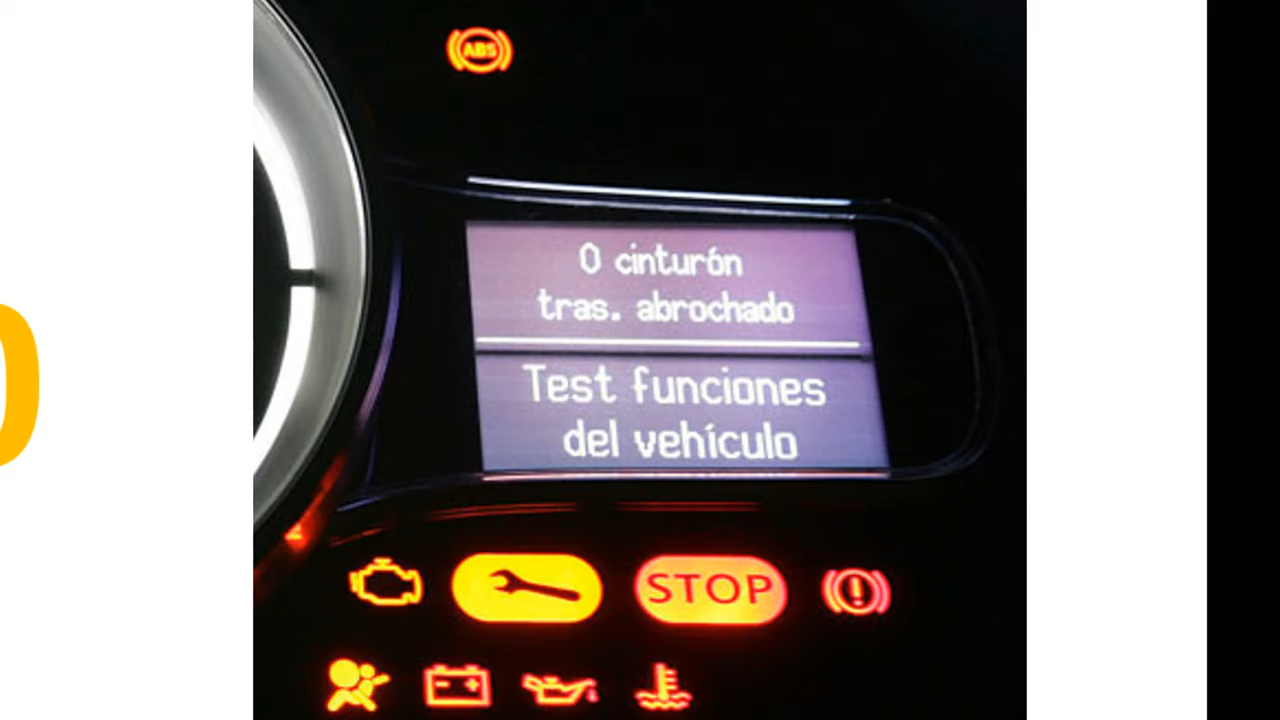 ABS
0 cinturón
tras. abrochado
Test funciones
del vehículo
STOP